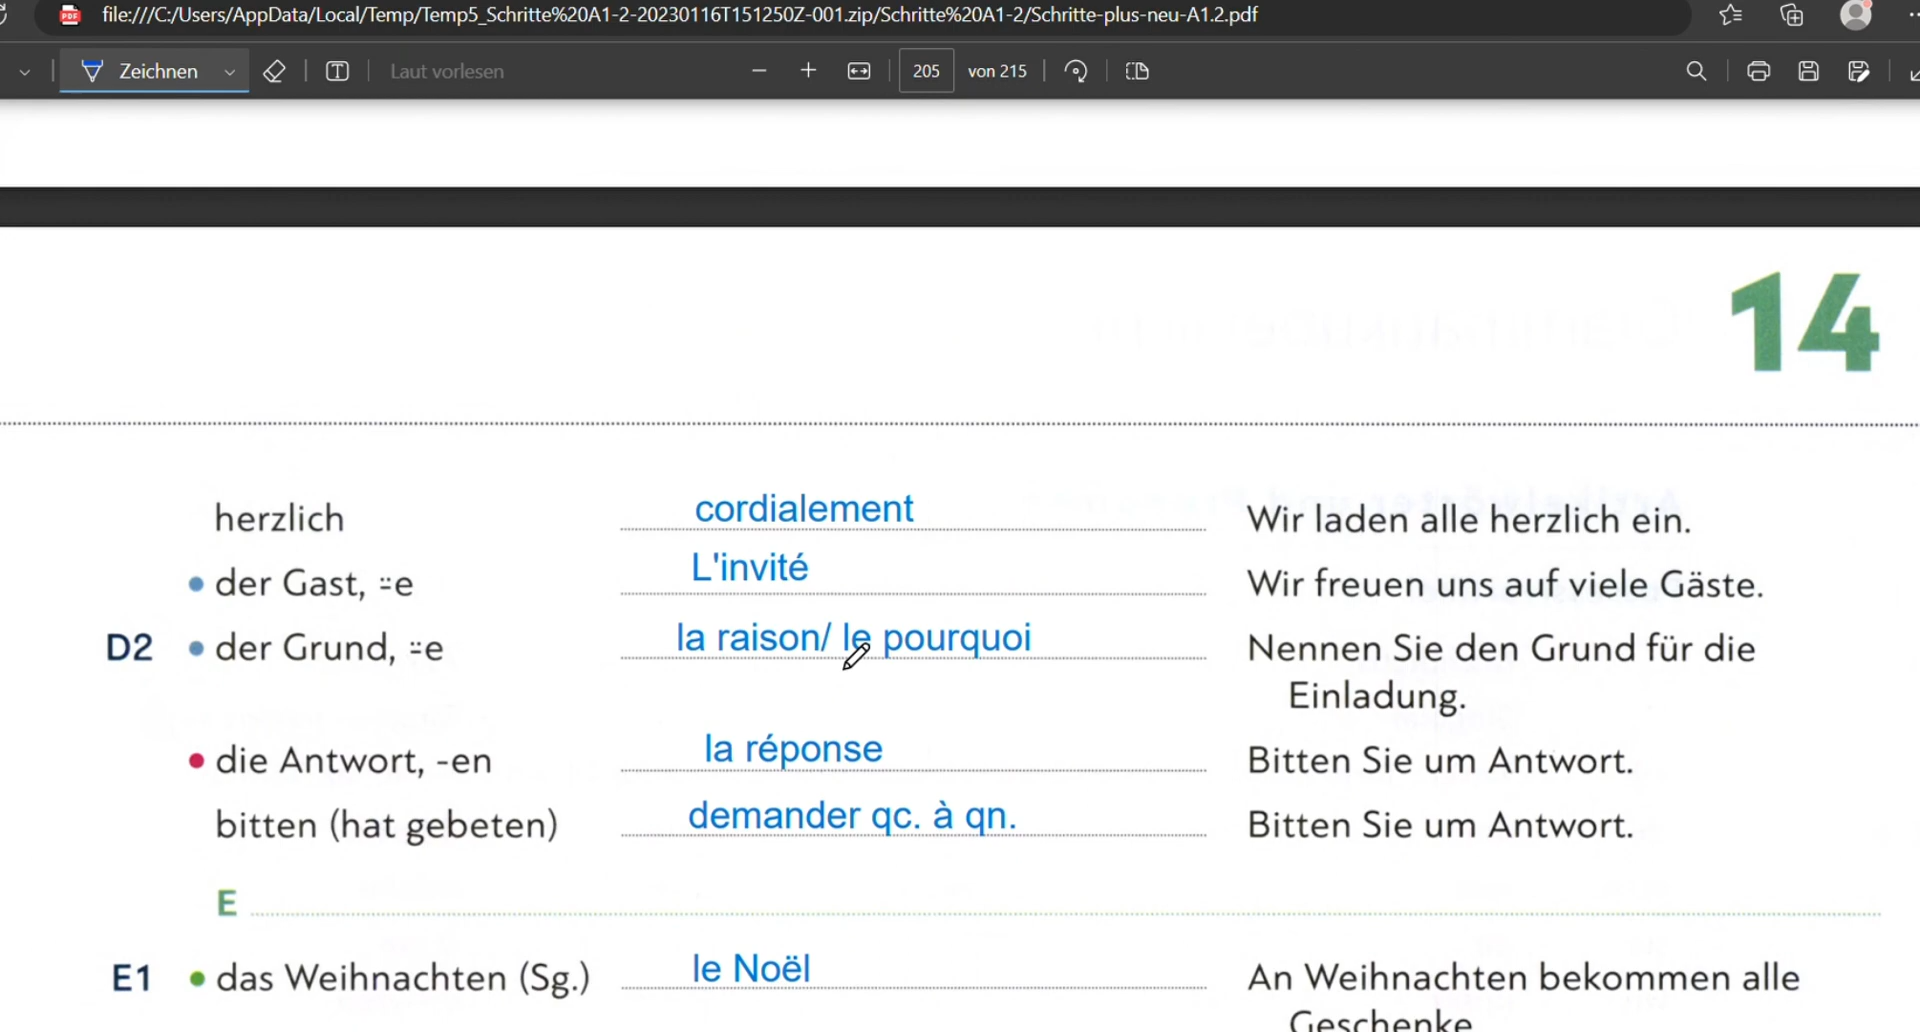 file:///C:/Users/AppData/Local/Temp/Temp5_Schritte%20A1-2-20230116T151250Z-001.zip/Schritte%20A1-2/Schritte-plus-neu-A1.2.pdf
Zeichnen Laut vorlesen 205 von 215
14
herzlich cordialement Wir laden alle herzlich ein.
der Gast, ⸚e L'invité Wir freuen uns auf viele Gäste.
D2 der Grund, ⸚e la raison/ le pourquoi Nennen Sie den Grund für die
Einladung.
die Antwort, -en la réponse Bitten Sie um Antwort.
bitten (hat gebeten) demander qc. à qn. Bitten Sie um Antwort.
E
E1 das Weihnachten (Sg.) le Noël An Weihnachten bekommen alle
Geschenke